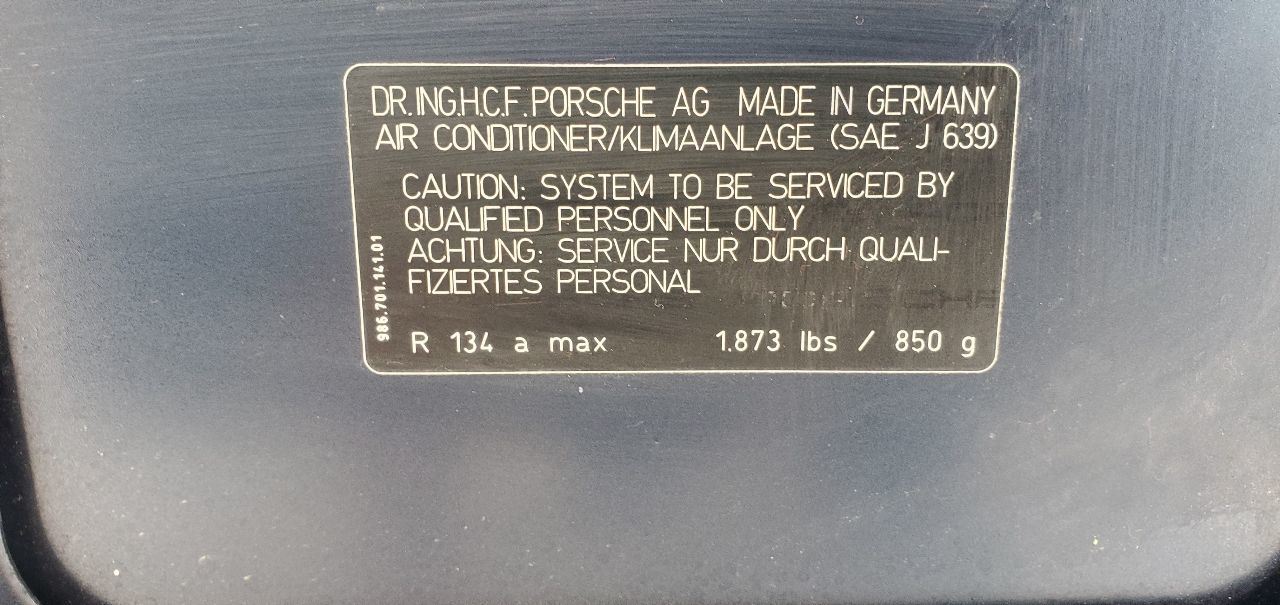 DR.ING.H.C.F.PORSCHE AG MADE IN GERMANY
AIR CONDITIONER/KLIMAANLAGE (SAE J 639)
CAUTION: SYSTEM TO BE SERVICED BY
QUALIFIED PERSONNEL ONLY
ACHTUNG: SERVICE NUR DURCH QUALI-
FIZIERTES PERSONAL
R 134 a max 1.873 lbs / 850 g
986.701.141.01